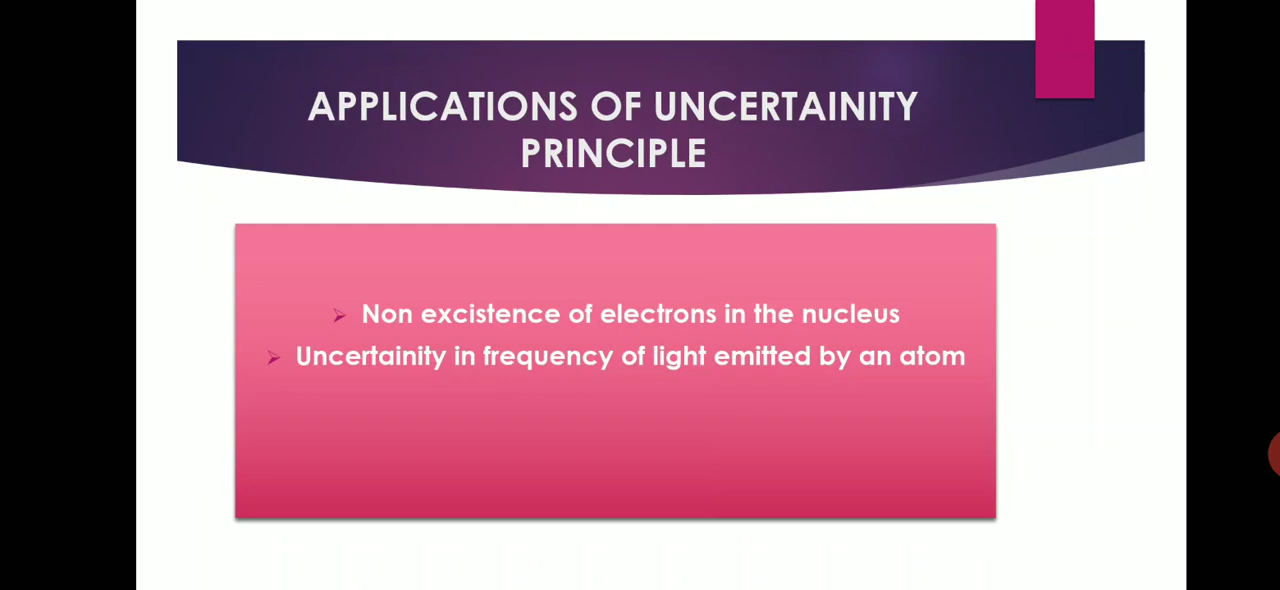 APPLICATIONS OF UNCERTAINITY
PRINCIPLE
Non excistence of electrons in the nucleus
Uncertainity in frequency of light emitted by an atom